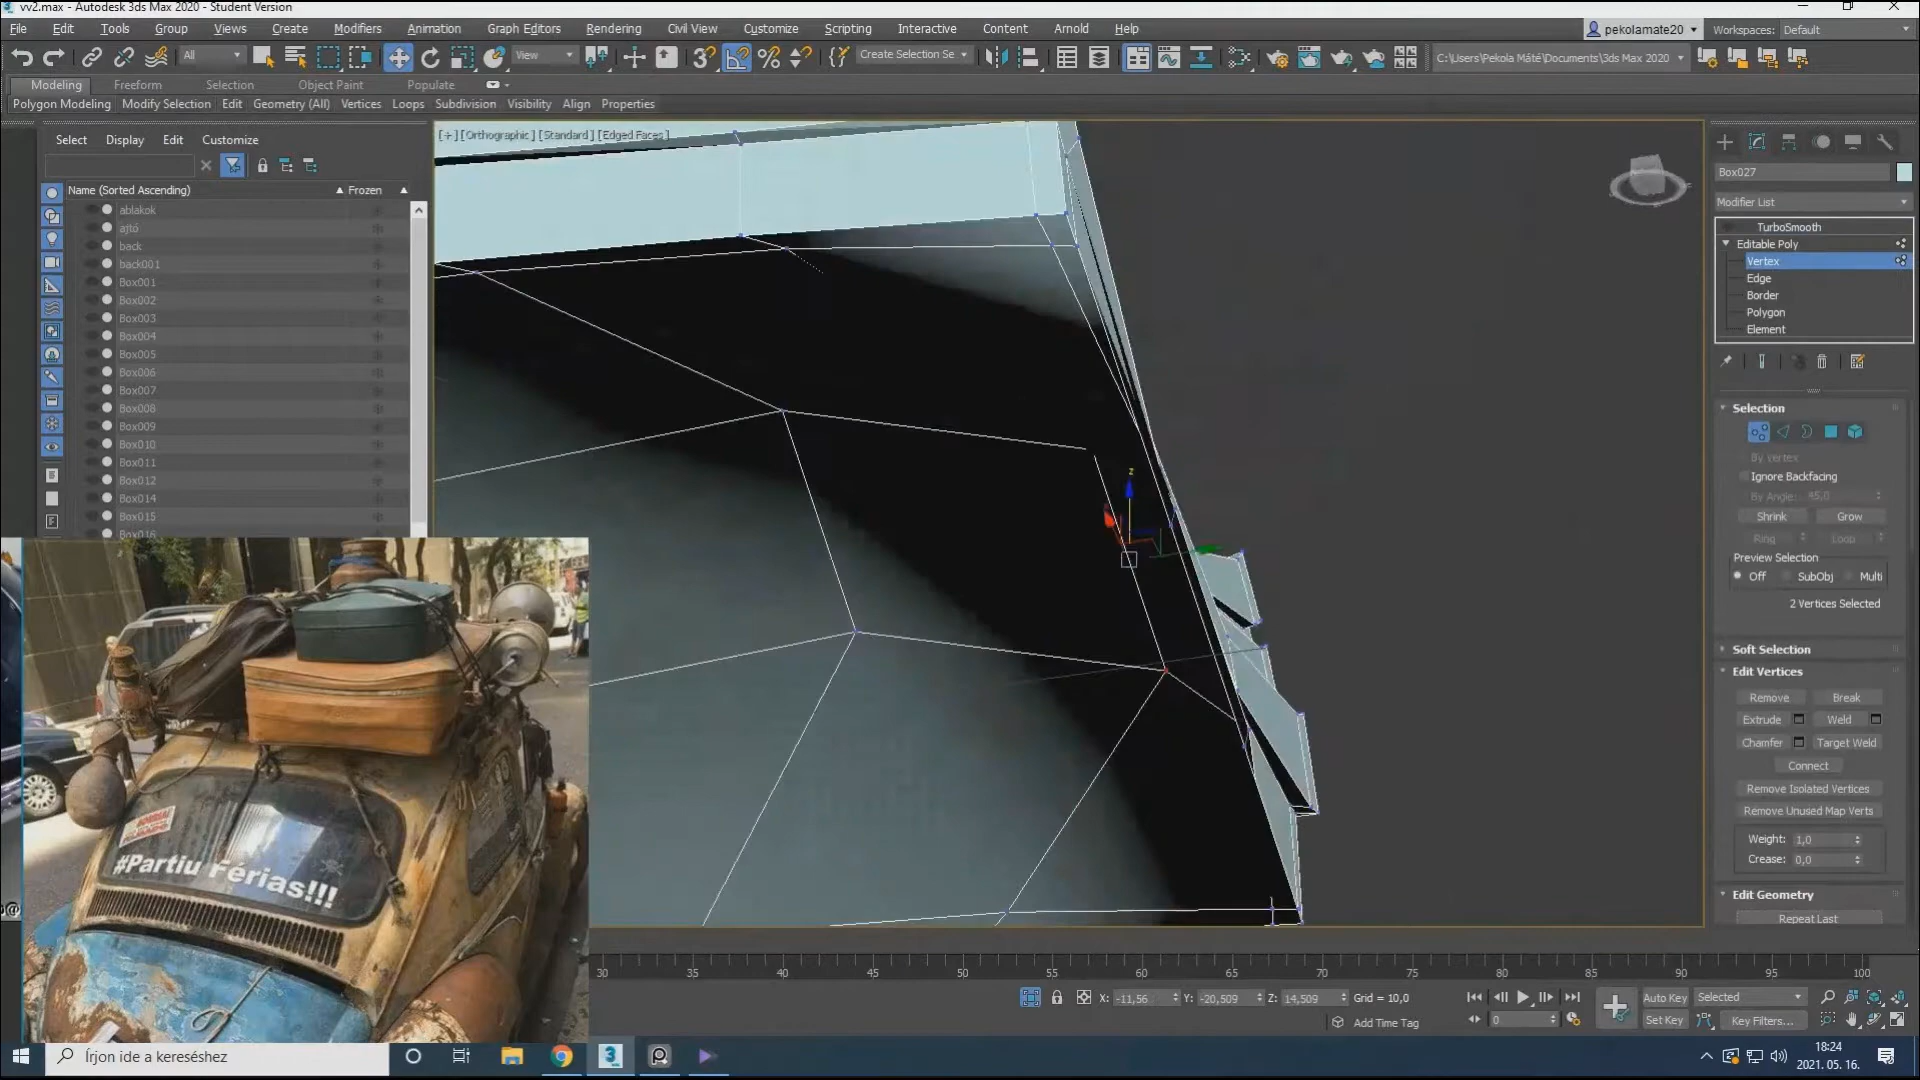 vv2.max - Autodesk 3ds Max 2020 - Student Version
File Edit Tools Group Views Create Modifiers Animation Graph Editors Rendering Civil View Customize Scripting Interactive Content Arnold Help
pekolamate20 Workspaces: Default
All View Create Selection Se C:\Users\Pekola Máté\Documents\3ds Max 2020
Modeling Freeform Selection Object Paint Populate
Polygon Modeling Modify Selection Edit Geometry (All) Vertices Loops Subdivision Visibility Align Properties
Select Display Edit Customize
Name (Sorted Ascending) Frozen
ablakok
ajtó
back
back001
Box001
Box002
Box003
Box004
Box005
Box006
Box007
Box008
Box009
Box010
Box011
Box012
Box014
Box015
Box016
[+] [Orthographic] [Standard] [Edged Faces]
z
BORREAL
#Partiu Férias!!!
Box027
Modifier List
TurboSmooth
Editable Poly
Vertex
Edge
Border
Polygon
Element
Selection
By Vertex
Ignore Backfacing
By Angle: 45,0
Shrink Grow
Ring Loop
Preview Selection
Off SubObj Multi
2 Vertices Selected
Soft Selection
Edit Vertices
Remove Break
Extrude Weld
Chamfer Target Weld
Connect
Remove Isolated Vertices
Remove Unused Map Verts
Weight: 1,0
Crease: 0,0
Edit Geometry
Repeat Last
30 35 40 45 50 55 60 65 70 75 80 85 90 95 100
X: -11,56 Y: -20,509 Z: 14,509 Grid = 10,0
Auto Key Selected
Add Time Tag
0
Set Key Key Filters...
Írjon ide a kereséshez
3
18:24
2021. 05. 16.